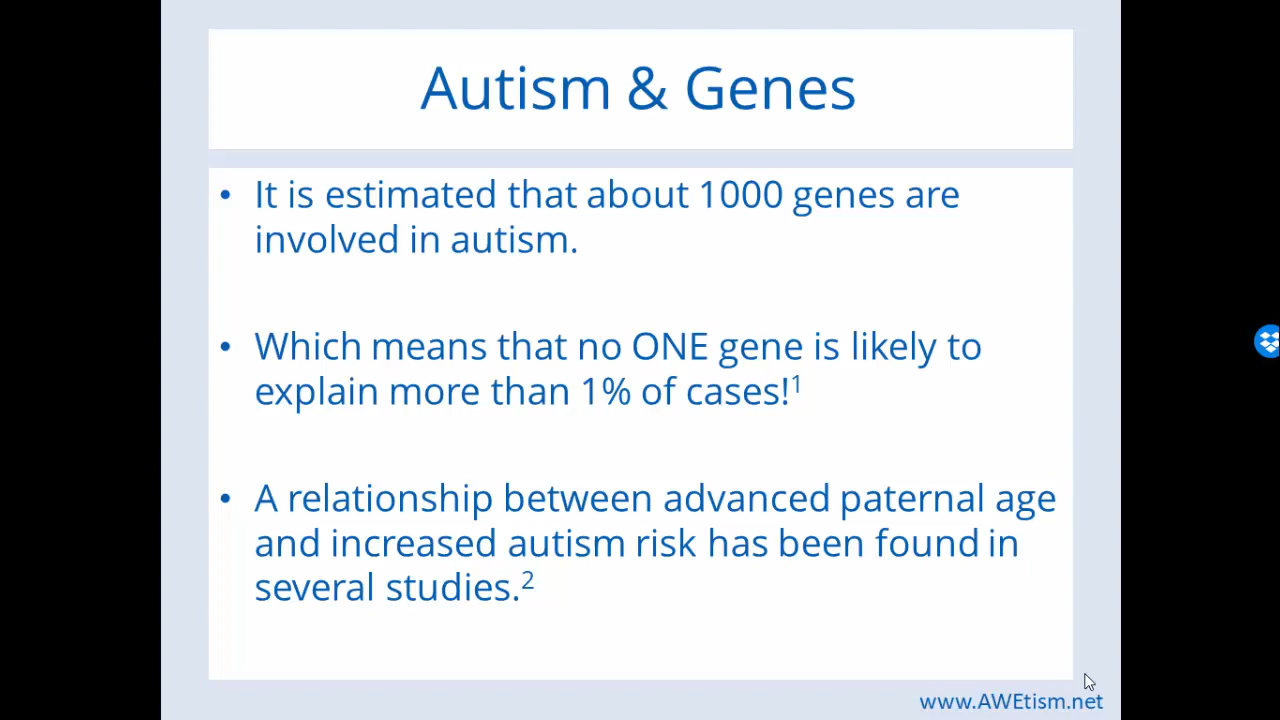 Autism & Genes
• It is estimated that about 1000 genes are
involved in autism.
• Which means that no ONE gene is likely to
explain more than 1% of cases!¹
• A relationship between advanced paternal age
and increased autism risk has been found in
several studies.²
www.AWEtism.net